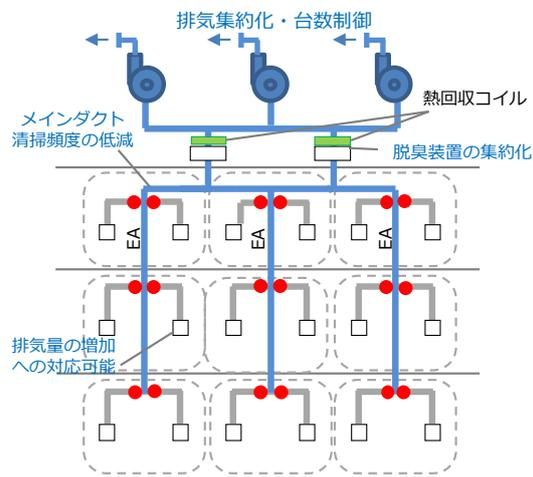 排気集約化・台数制御
熱回収コイル
メインダクト
清掃頻度の低減
脱臭装置の集約化
EA
EA
EA
排気量の増加
への対応可能